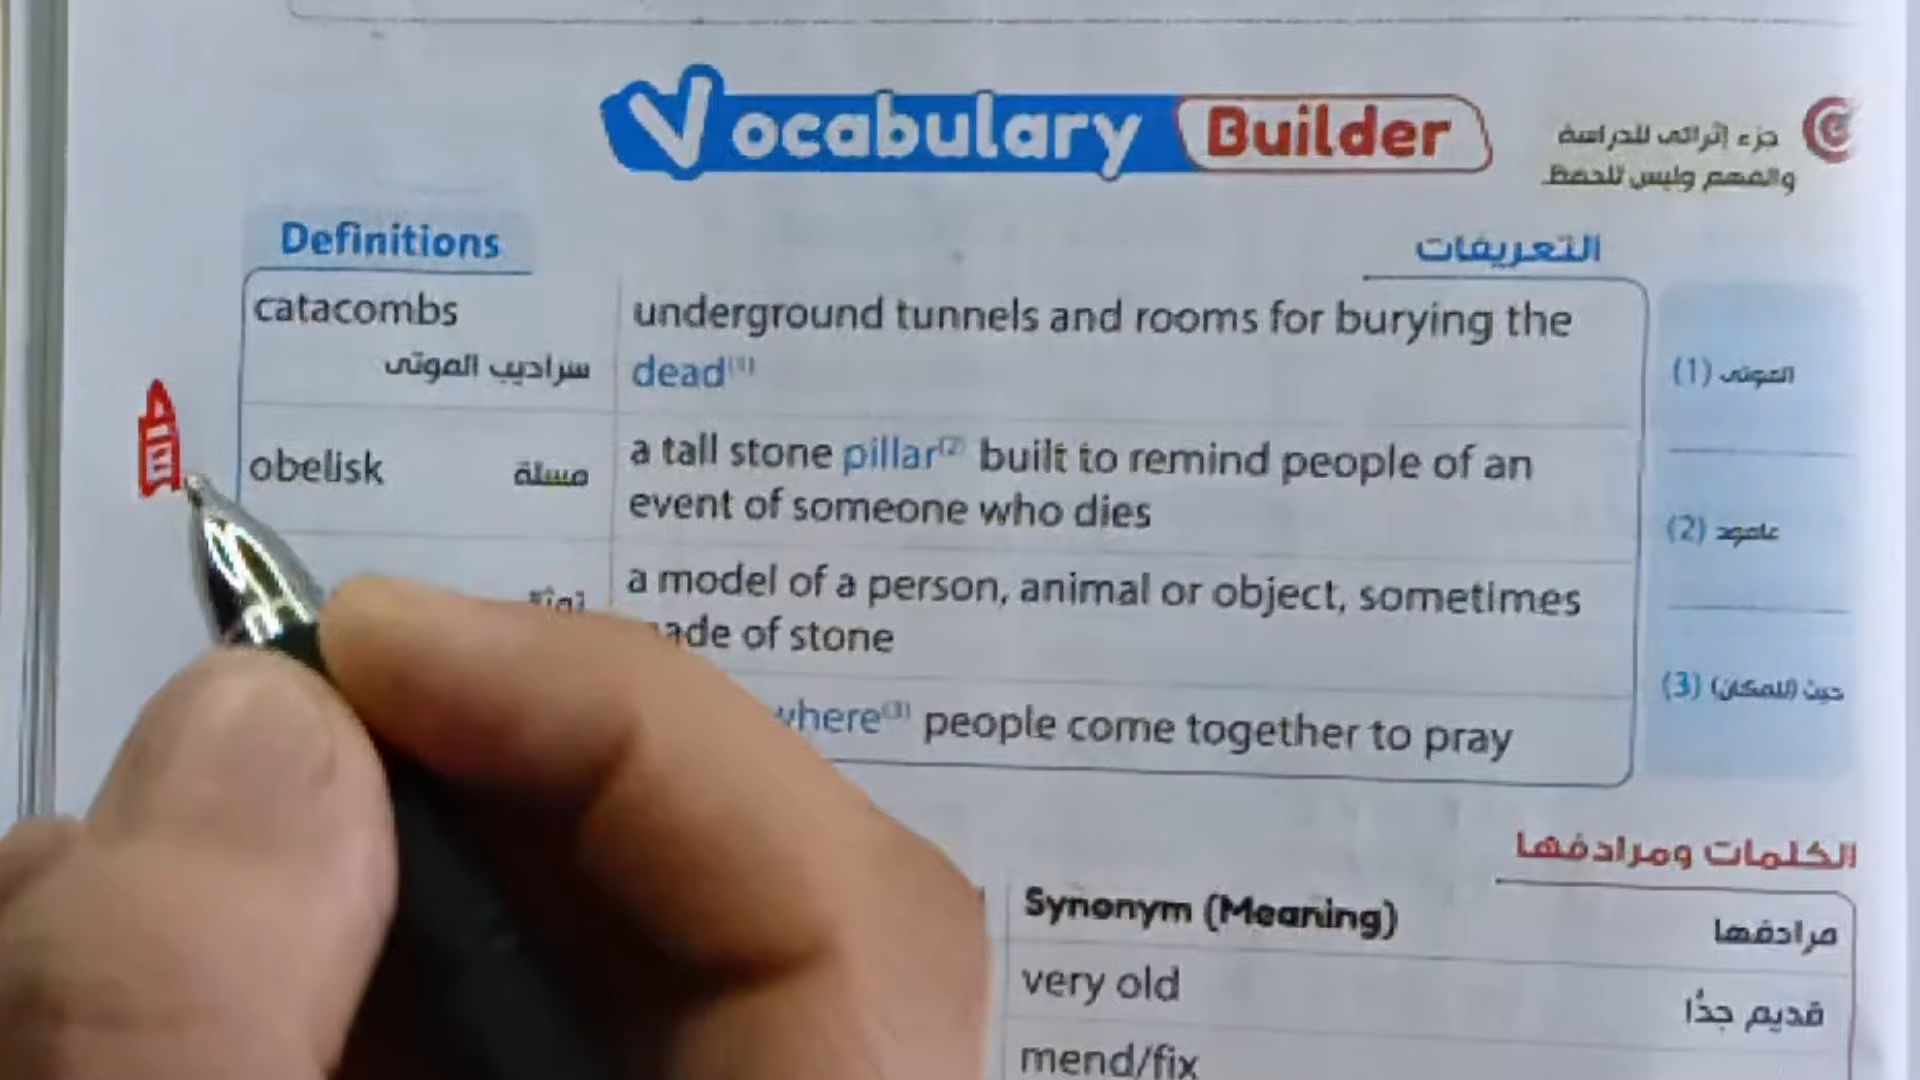 Vocabulary Builder
جزء إثرائى للدراسة
والفهم وليس للحفظ
Definitions
التعريفات
catacombs
سراديب الموتى
underground tunnels and rooms for burying the
dead(1)
(1) الموتى
obelisk
مسلة
a tall stone pillar(2) built to remind people of an
event of someone who dies
(2) عامود
a model of a person, animal or object, sometimes
of stone
where(3) people come together to pray
(3) حيث (للمكان)
الكلمات ومرادفها
Synonym (Meaning)
مرادفها
very old
قديم جدًا
mend/fix